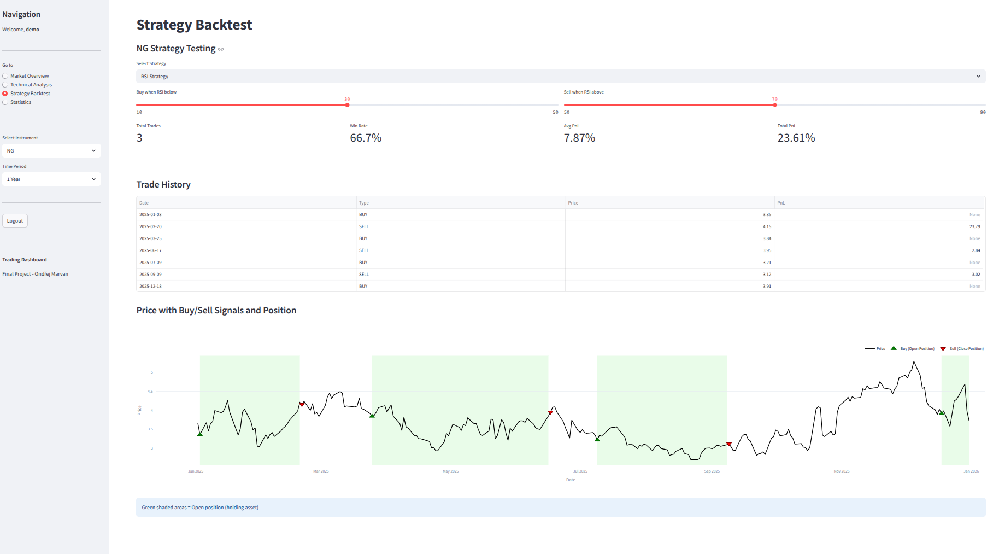 Navigation
Welcome, demo
Go to
Market Overview
Technical Analysis
Strategy Backtest
Statistics
Select Instrument
NG
Time Period
1 Year
Logout
Trading Dashboard
Final Project - Ondřej Marvan
Strategy Backtest
NG Strategy Testing
Select Strategy
RSI Strategy
Buy when RSI below
30
10 50
Sell when RSI above
70
50 90
Total Trades
3
Win Rate
66.7%
Avg PnL
7.87%
Total PnL
23.61%
Trade History
Date Type Price PnL
2025-01-03 BUY 3.35 None
2025-02-20 SELL 4.15 23.79
2025-03-25 BUY 3.84 None
2025-06-17 SELL 3.95 2.84
2025-07-09 BUY 3.21 None
2025-09-09 SELL 3.12 -3.02
2025-12-18 BUY 3.91 None
Price with Buy/Sell Signals and Position
Price Buy (Open Position) Sell (Close Position)
5
4.5
4
3.5
3
Price
Jan 2025 Mar 2025 May 2025 Jul 2025 Sep 2025 Nov 2025 Jan 2026
Date
Green shaded areas = Open position (holding asset)